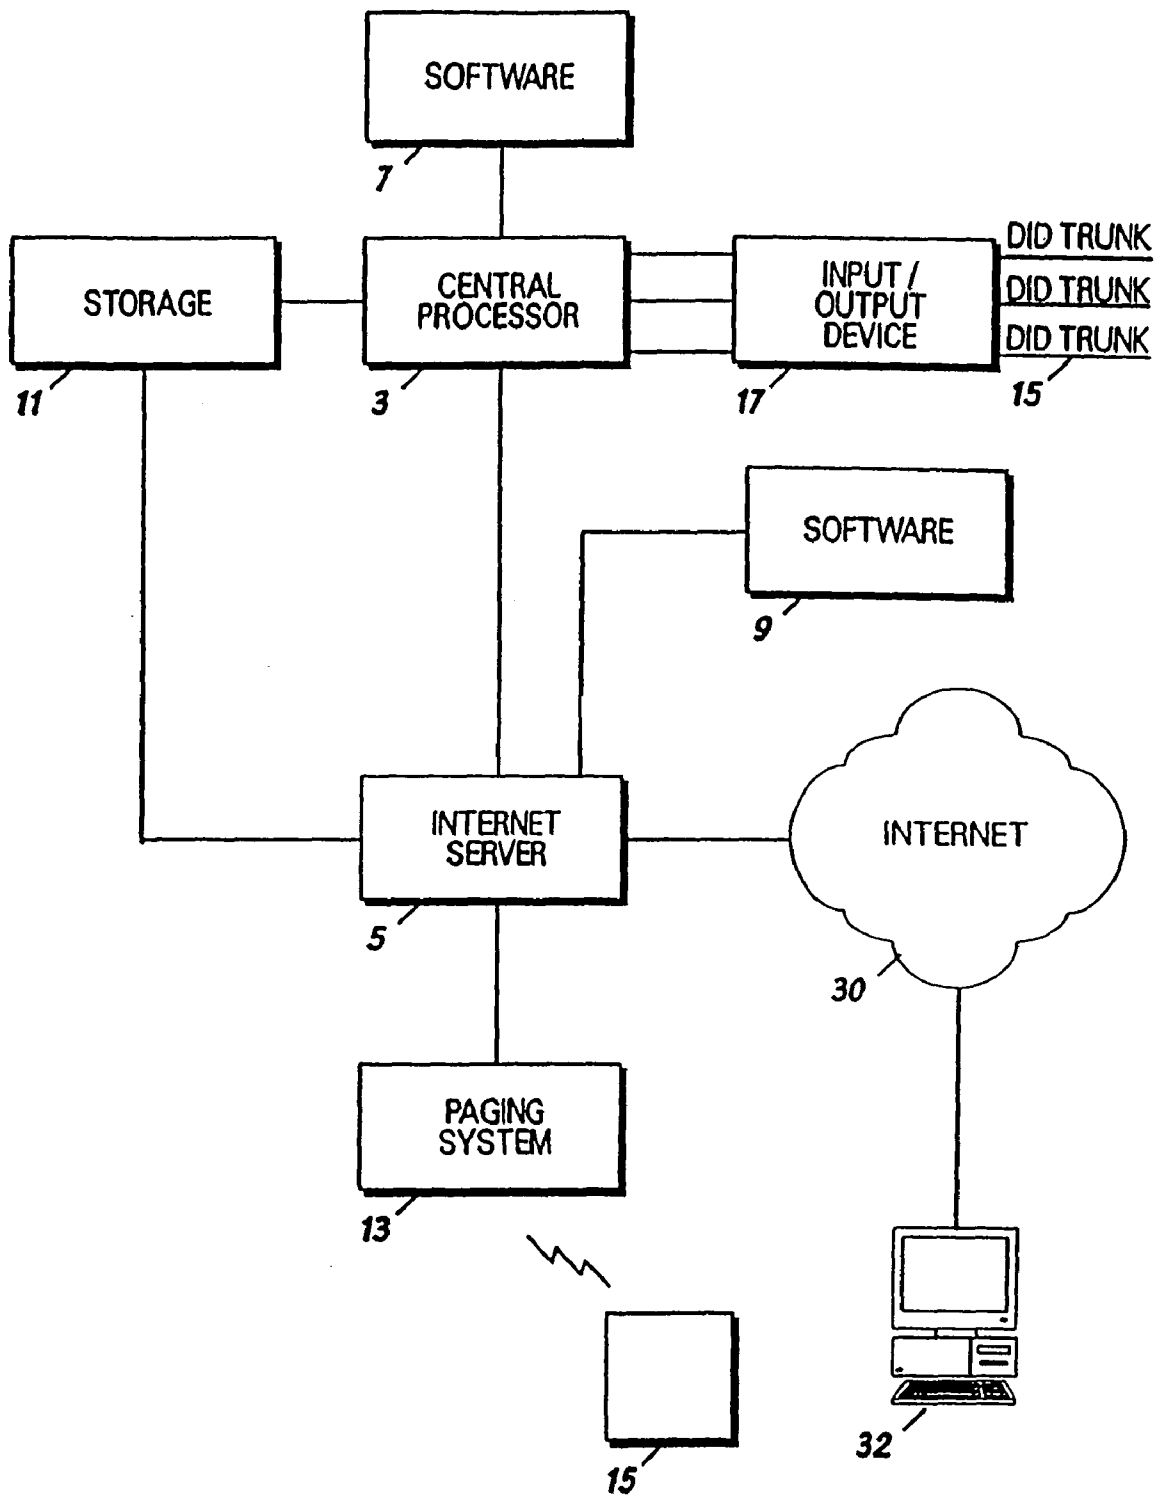 SOFTWARE
7
STORAGE
11
CENTRAL
PROCESSOR
3
INPUT /
OUTPUT
DEVICE
17
DID TRUNK
DID TRUNK
DID TRUNK
15
SOFTWARE
9
INTERNET
SERVER
5
INTERNET
30
PAGING
SYSTEM
13
15
32